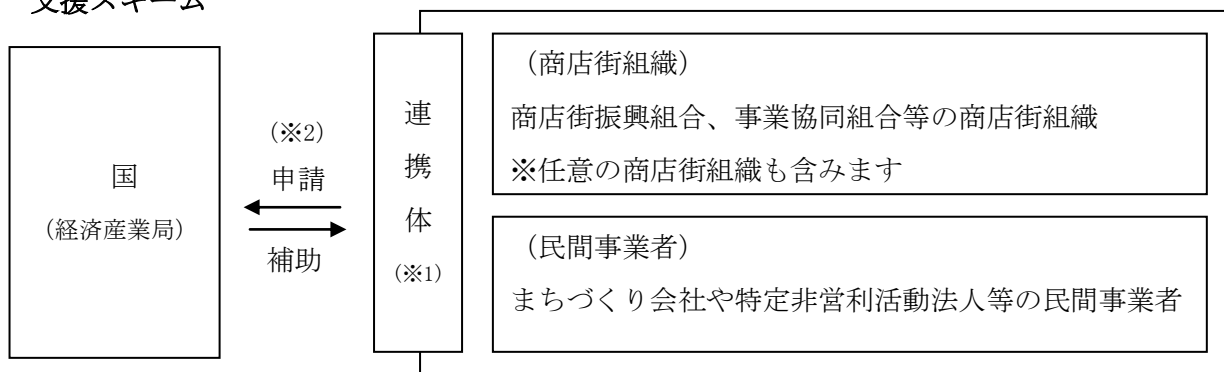 支援スキーム
国
（経済産業局）
（※2）
申請
補助
連携体
（※1）
（商店街組織）
商店街振興組合、事業協同組合等の商店街組織
※任意の商店街組織も含みます
（民間事業者）
まちづくり会社や特定非営利活動法人等の民間事業者